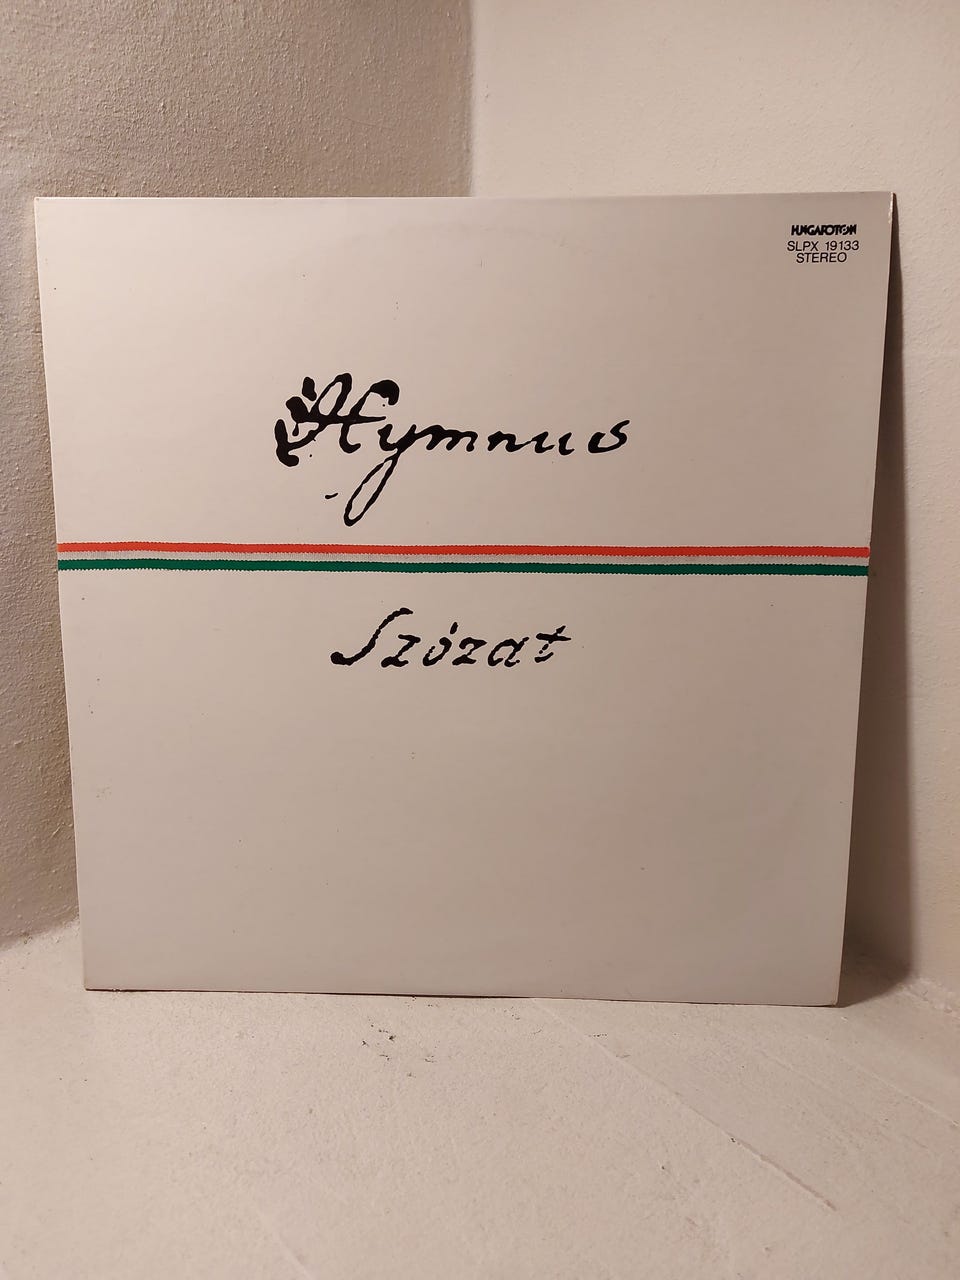 HUNGAROTON
SLPX 19133
STEREO
Hymnus
Szózat